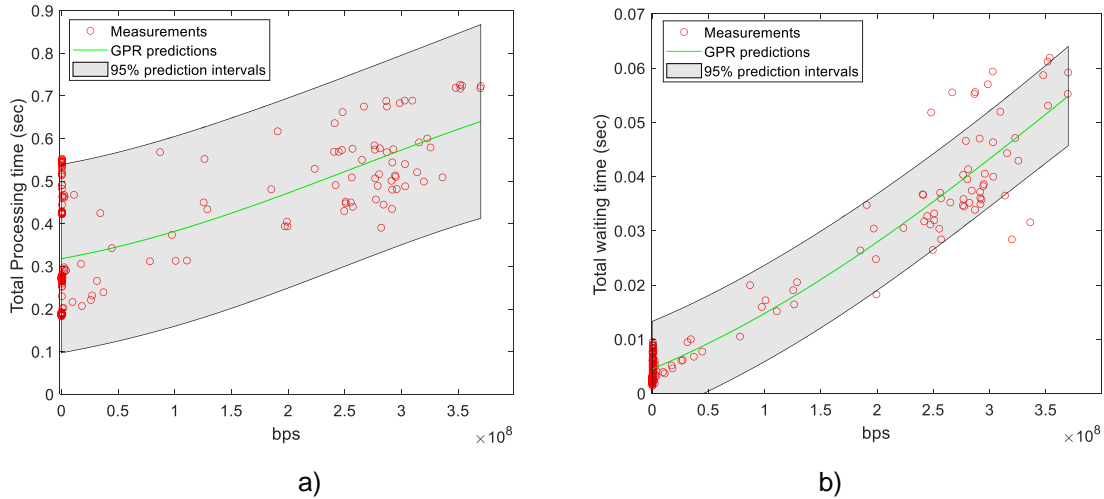 Measurements
GPR predictions
95% prediction intervals
Total Processing time (sec)
0.9
0.8
0.7
0.6
0.5
0.4
0.3
0.2
0.1
0
0 0.5 1 1.5 2 2.5 3 3.5
bps
×10^8
a)
Measurements
GPR predictions
95% prediction intervals
Total waiting time (sec)
0.07
0.06
0.05
0.04
0.03
0.02
0.01
0
0 0.5 1 1.5 2 2.5 3 3.5
bps
×10^8
b)